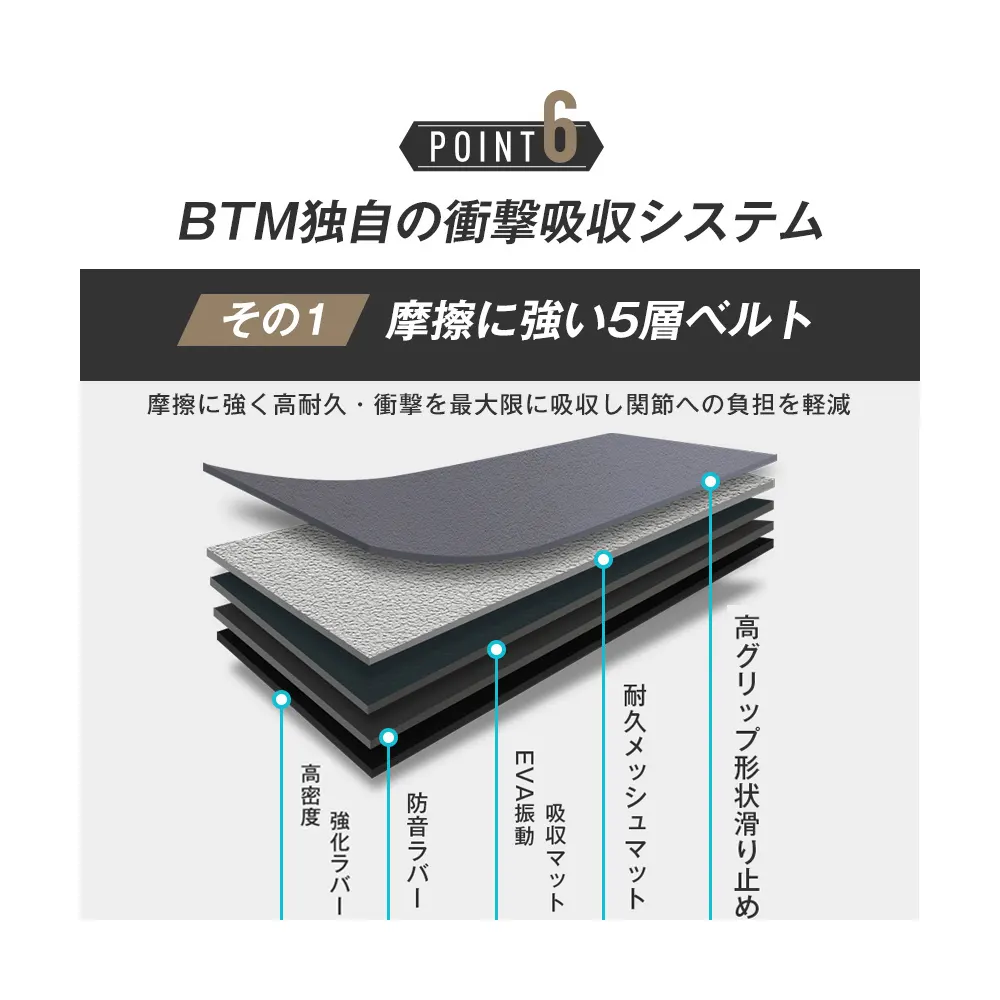 POINT 6
BTM独自の衝撃吸収システム
その1 摩擦に強い5層ベルト
摩擦に強く高耐久・衝撃を最大限に吸収し関節への負担を軽減
高グリップ形状滑り止め
耐久メッシュマット
EVA振動
吸収マット
防音ラバー
高密度
強化ラバー